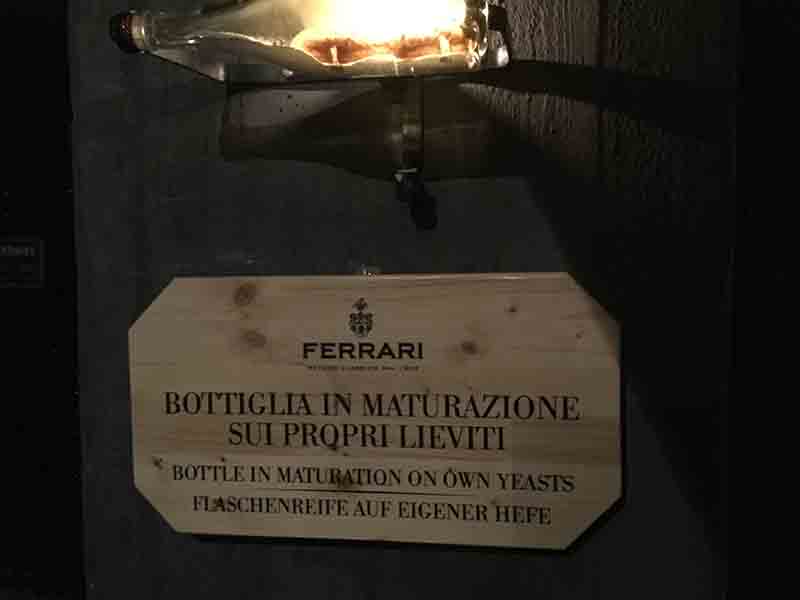 FERRARI
BOTTIGLIA IN MATURAZIONE
SUI PROPRI LIEVITI
BOTTLE IN MATURATION ON OWN YEASTS
FLASCHENREIFE AUF EIGENER HEFE